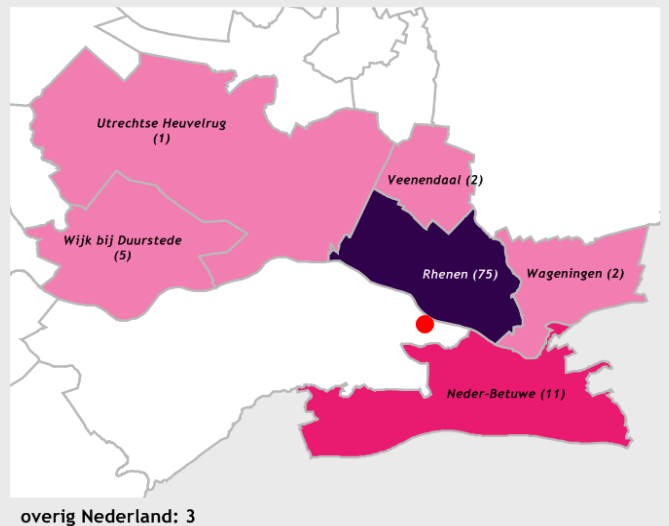 Utrechtse Heuvelrug
(1)
Veenendaal (2)
Wijk bij Duurstede
(5)
Rhenen (75)
Wageningen (2)
Neder-Betuwe (11)
overig Nederland: 3